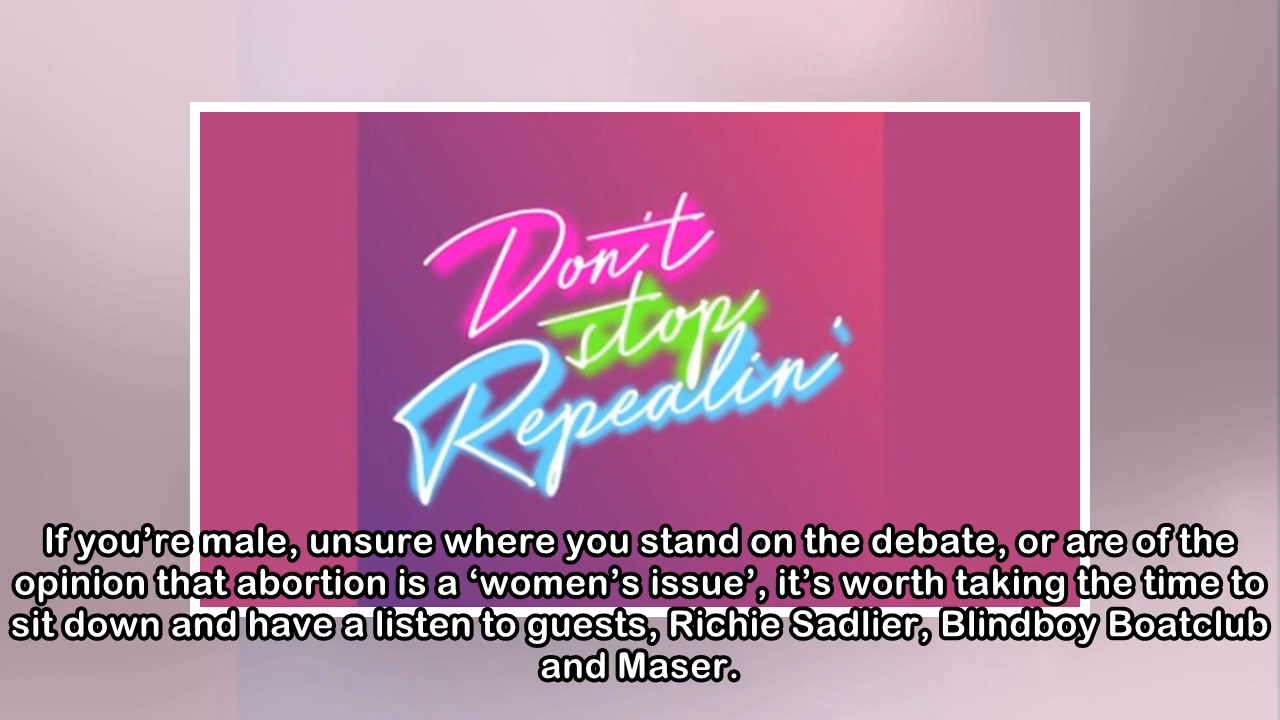 Don't
stop
Repealin'
If you’re male, unsure where you stand on the debate, or are of the
opinion that abortion is a ‘women’s issue’, it’s worth taking the time to
sit down and have a listen to guests, Richie Sadlier, Blindboy Boatclub
and Maser.